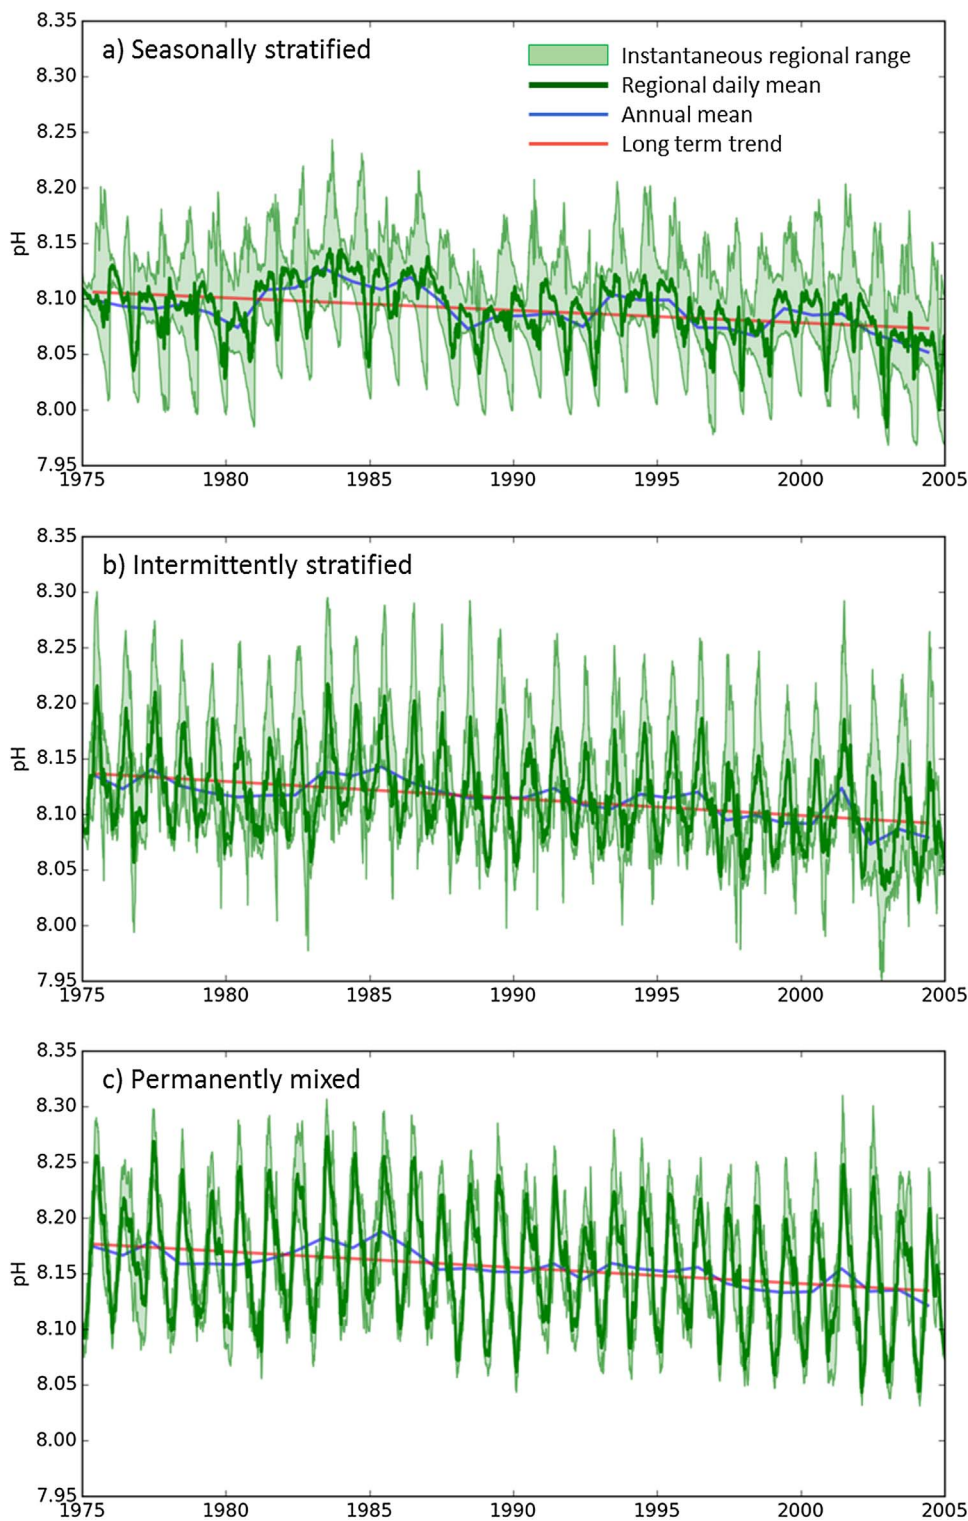 8.35
a) Seasonally stratified
Instantaneous regional range
8.30
Regional daily mean
8.25
Annual mean
Long term trend
8.20
8.15
pH
8.10
8.05
8.00
7.95
1975 1980 1985 1990 1995 2000 2005
8.35
b) Intermittently stratified
8.30
8.25
8.20
8.15
pH
8.10
8.05
8.00
7.95
1975 1980 1985 1990 1995 2000 2005
8.35
c) Permanently mixed
8.30
8.25
8.20
8.15
pH
8.10
8.05
8.00
7.95
1975 1980 1985 1990 1995 2000 2005